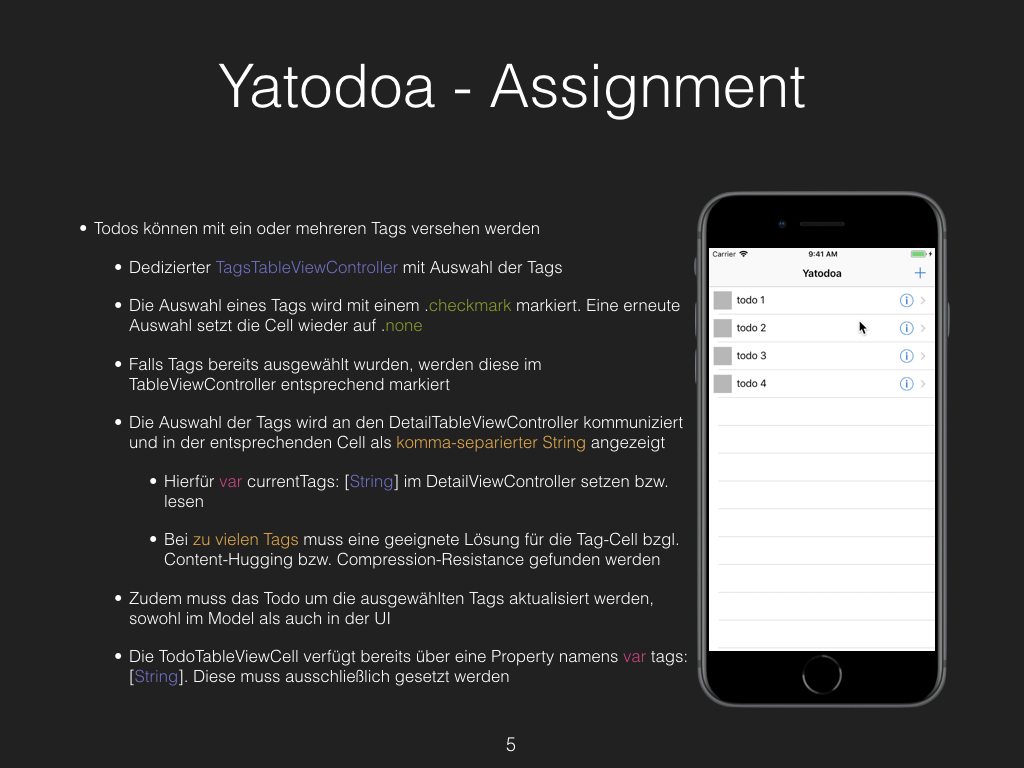 Yatodoa - Assignment
• Todos können mit ein oder mehreren Tags versehen werden
• Dedizierter TagsTableViewController mit Auswahl der Tags
• Die Auswahl eines Tags wird mit einem .checkmark markiert. Eine erneute
Auswahl setzt die Cell wieder auf .none
• Falls Tags bereits ausgewählt wurden, werden diese im
TableViewController entsprechend markiert
• Die Auswahl der Tags wird an den DetailTableViewController kommuniziert
und in der entsprechenden Cell als komma-separierter String angezeigt
• Hierfür var currentTags: [String] im DetailViewController setzen bzw.
lesen
• Bei zu vielen Tags muss eine geeignete Lösung für die Tag-Cell bzgl.
Content-Hugging bzw. Compression-Resistance gefunden werden
• Zudem muss das Todo um die ausgewählten Tags aktualisiert werden,
sowohl im Model als auch in der UI
• Die TodoTableViewCell verfügt bereits über eine Property namens var tags:
[String]. Diese muss ausschließlich gesetzt werden
Carrier 9:41 AM
Yatodoa +
todo 1
todo 2
todo 3
todo 4
5